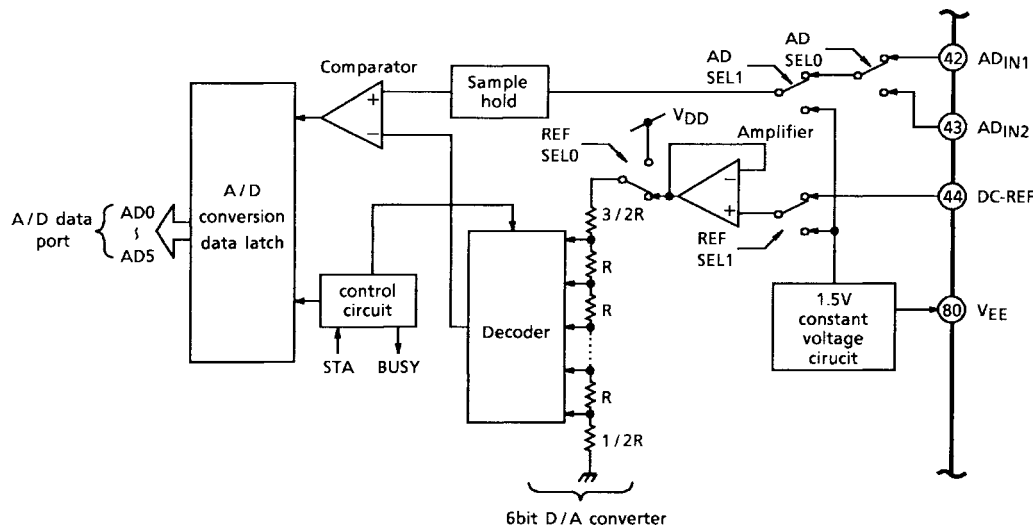 Comparator
+
−
Sample
hold
AD
SEL1
AD
SEL0
42
ADIN1
43
ADIN2
VDD
REF
SEL0
Amplifier
−
+
44
DC-REF
REF
SEL1
A/D
conversion
data latch
A/D data
port
AD0
~
AD5
control
circuit
STA
BUSY
Decoder
3/2R
R
R
R
1/2R
1.5V
constant
voltage
cirucit
80
VEE
6bit D/A converter